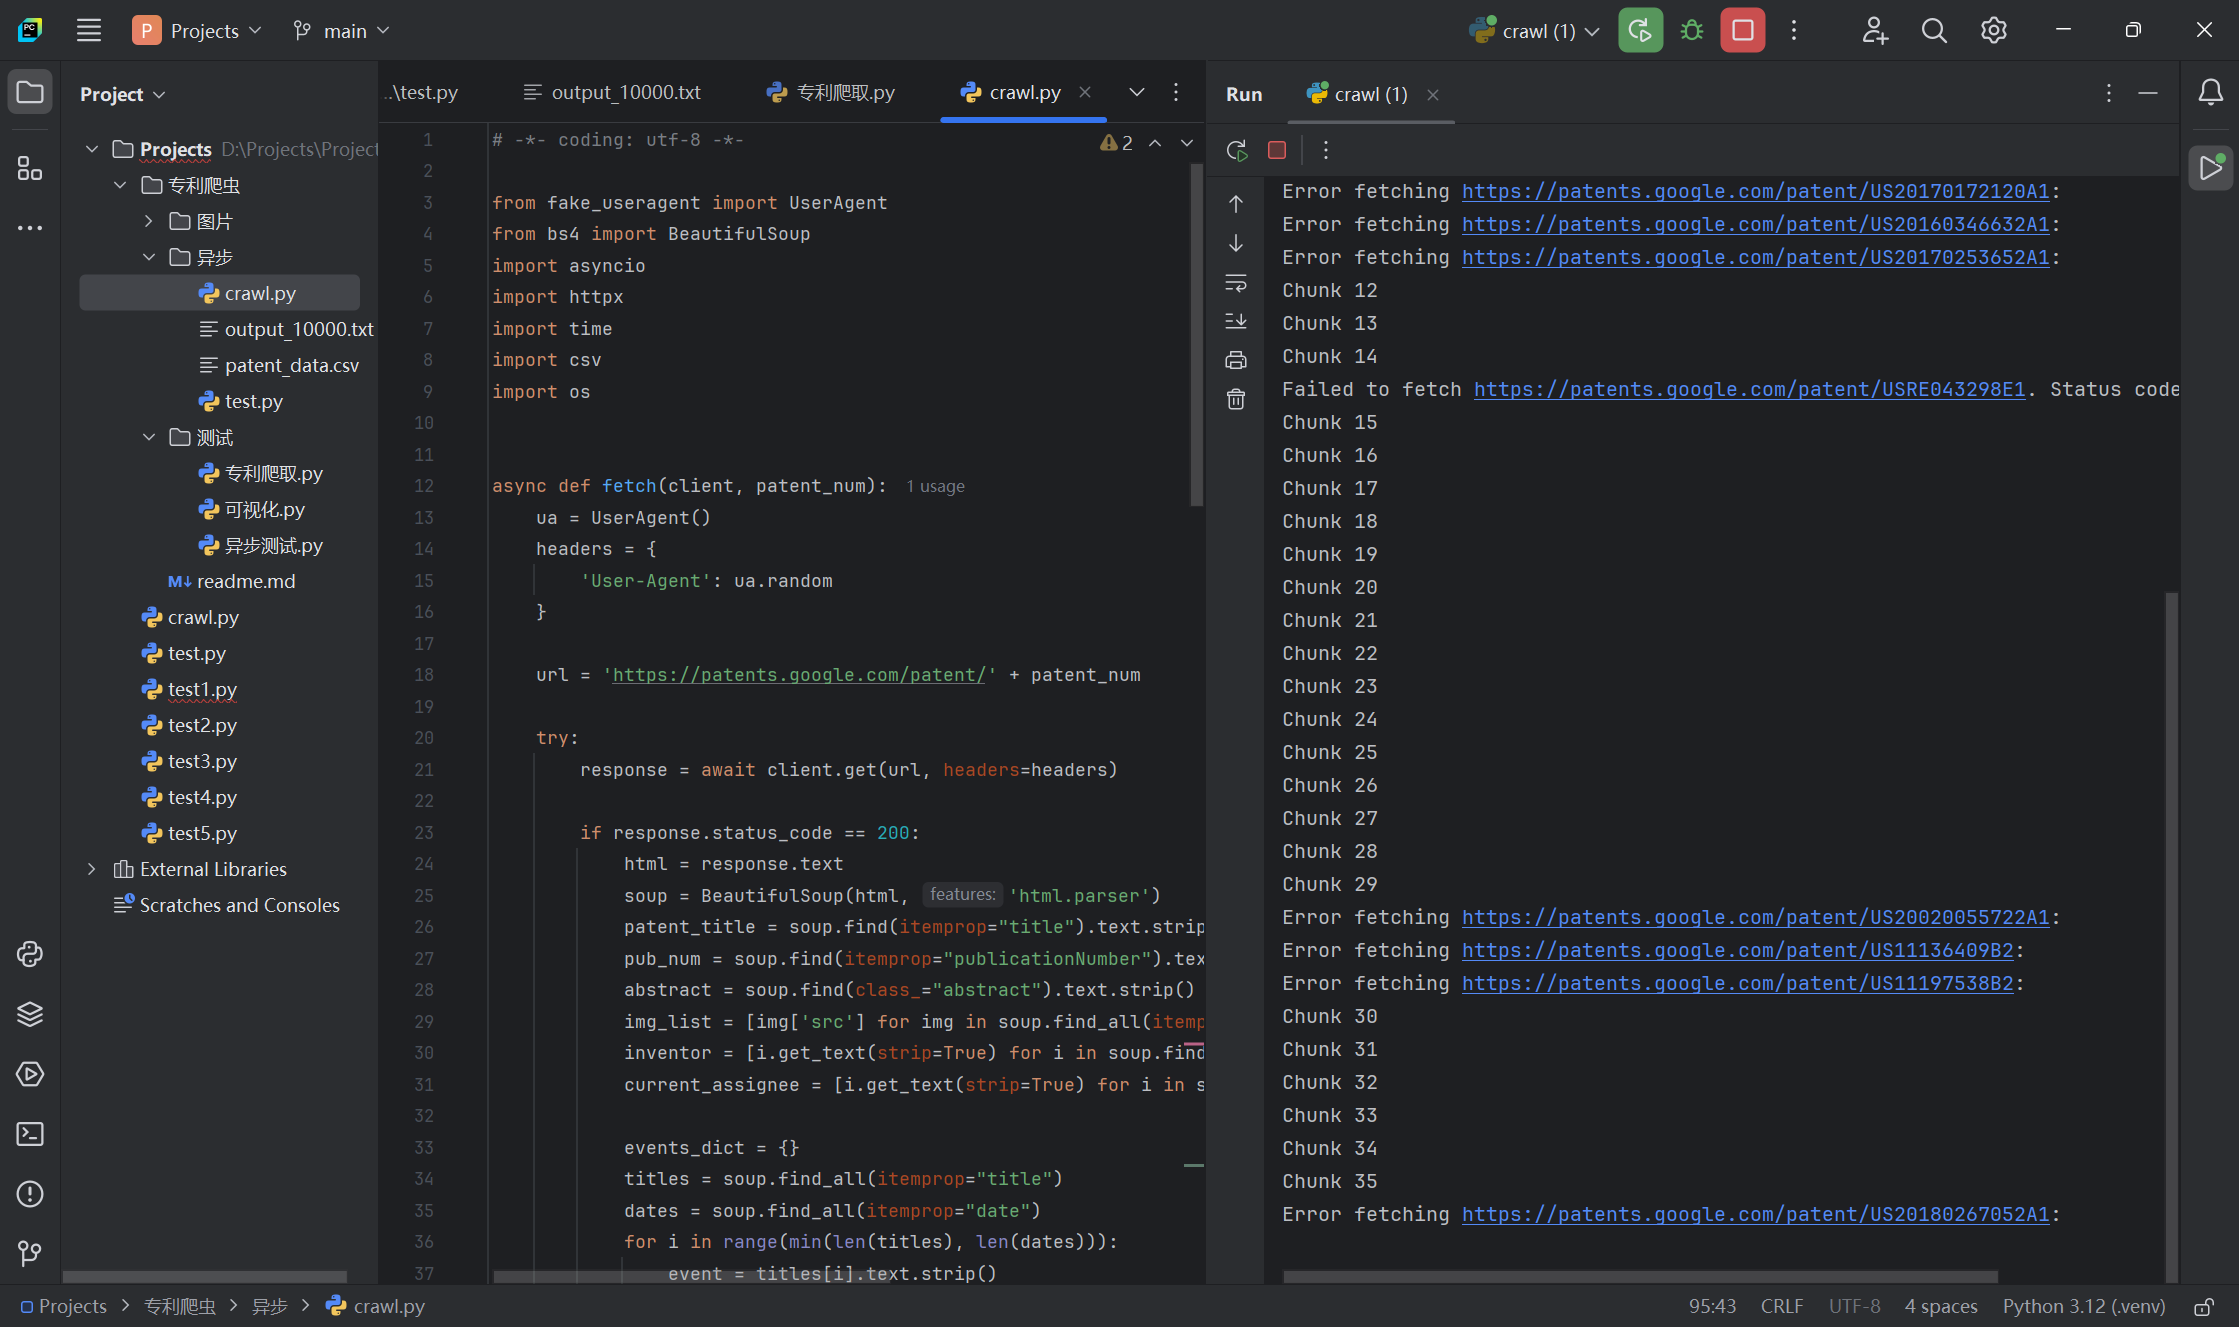 PC
P
Projects
main
crawl (1)
Project
Projects D:\Projects\Project
专利爬虫
图片
异步
crawl.py
output_10000.txt
patent_data.csv
test.py
测试
专利爬取.py
可视化.py
异步测试.py
M↓ readme.md
crawl.py
test.py
test1.py
test2.py
test3.py
test4.py
test5.py
External Libraries
Scratches and Consoles
..\test.py
output_10000.txt
专利爬取.py
crawl.py
2
1 # -*- coding: utf-8 -*-
2
3 from fake_useragent import UserAgent
4 from bs4 import BeautifulSoup
5 import asyncio
6 import httpx
7 import time
8 import csv
9 import os
10
11
12 async def fetch(client, patent_num): 1 usage
13 ua = UserAgent()
14 headers = {
15 'User-Agent': ua.random
16 }
17
18 url = 'https://patents.google.com/patent/' + patent_num
19
20 try:
21 response = await client.get(url, headers=headers)
22
23 if response.status_code == 200:
24 html = response.text
25 soup = BeautifulSoup(html, features: 'html.parser')
26 patent_title = soup.find(itemprop="title").text.strip
27 pub_num = soup.find(itemprop="publicationNumber").tex
28 abstract = soup.find(class_="abstract").text.strip()
29 img_list = [img['src'] for img in soup.find_all(itemp
30 inventor = [i.get_text(strip=True) for i in soup.find
31 current_assignee = [i.get_text(strip=True) for i in s
32
33 events_dict = {}
34 titles = soup.find_all(itemprop="title")
35 dates = soup.find_all(itemprop="date")
36 for i in range(min(len(titles), len(dates))):
37 event = titles[i].text.strip()
Run
crawl (1)
Error fetching https://patents.google.com/patent/US20170172120A1:
Error fetching https://patents.google.com/patent/US20160346632A1:
Error fetching https://patents.google.com/patent/US20170253652A1:
Chunk 12
Chunk 13
Chunk 14
Failed to fetch https://patents.google.com/patent/USRE043298E1. Status code
Chunk 15
Chunk 16
Chunk 17
Chunk 18
Chunk 19
Chunk 20
Chunk 21
Chunk 22
Chunk 23
Chunk 24
Chunk 25
Chunk 26
Chunk 27
Chunk 28
Chunk 29
Error fetching https://patents.google.com/patent/US20020055722A1:
Error fetching https://patents.google.com/patent/US11136409B2:
Error fetching https://patents.google.com/patent/US11197538B2:
Chunk 30
Chunk 31
Chunk 32
Chunk 33
Chunk 34
Chunk 35
Error fetching https://patents.google.com/patent/US20180267052A1:
Projects > 专利爬虫 > 异步 > crawl.py
95:43 CRLF UTF-8 4 spaces Python 3.12 (.venv)